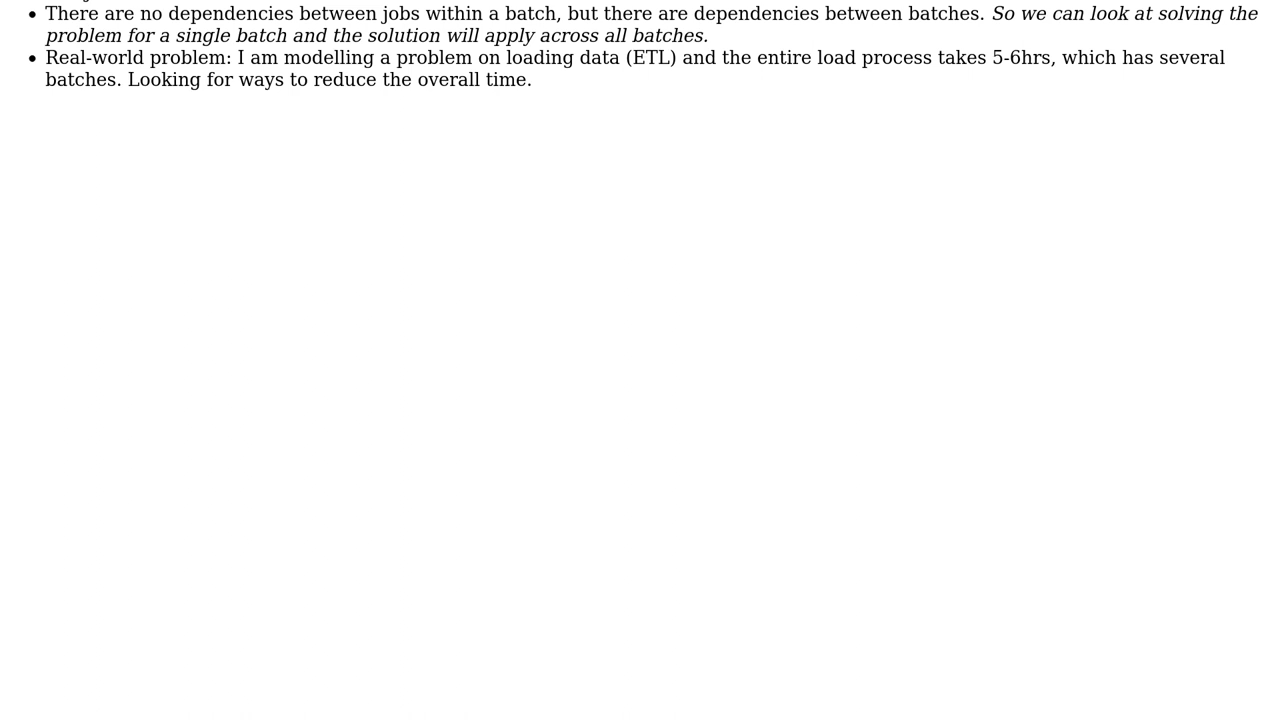 There are no dependencies between jobs within a batch, but there are dependencies between batches. So we can look at solving the
problem for a single batch and the solution will apply across all batches.
Real-world problem: I am modelling a problem on loading data (ETL) and the entire load process takes 5-6hrs, which has several
batches. Looking for ways to reduce the overall time.